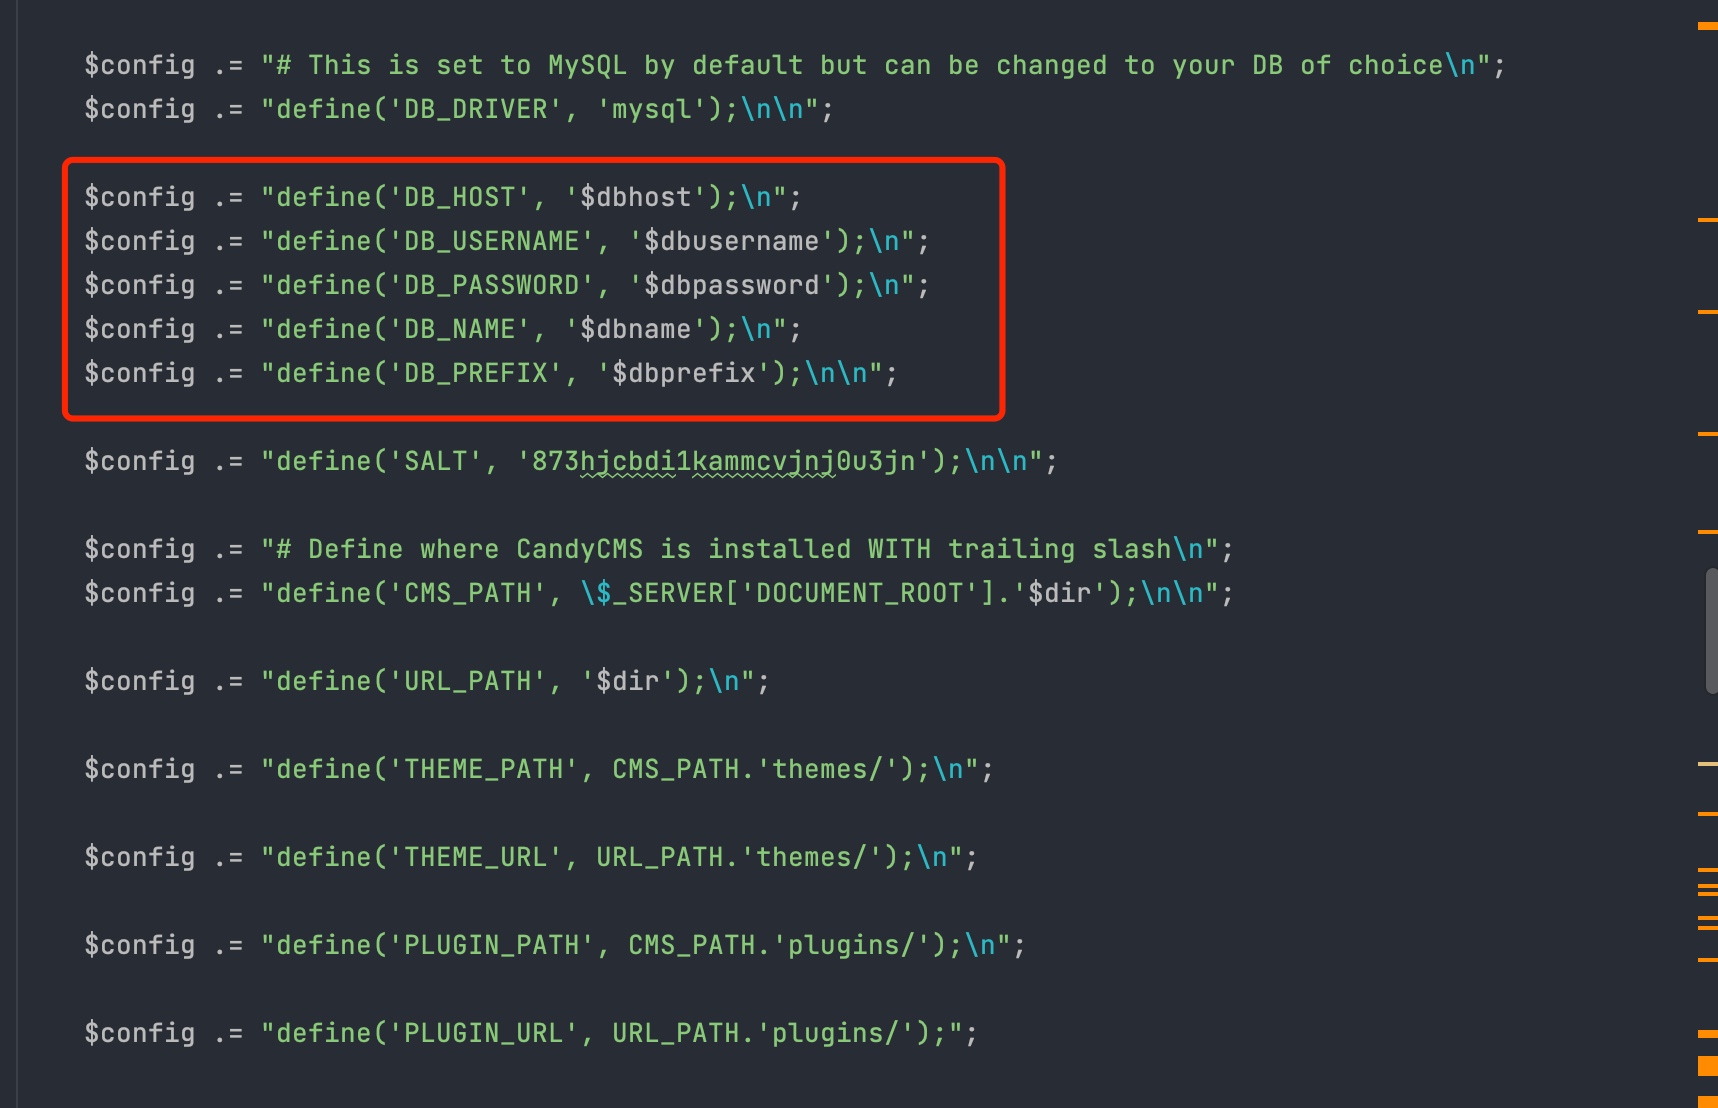 $config .= "# This is set to MySQL by default but can be changed to your DB of choice\n";
$config .= "define('DB_DRIVER', 'mysql');\n\n";
$config .= "define('DB_HOST', '$dbhost');\n";
$config .= "define('DB_USERNAME', '$dbusername');\n";
$config .= "define('DB_PASSWORD', '$dbpassword');\n";
$config .= "define('DB_NAME', '$dbname');\n";
$config .= "define('DB_PREFIX', '$dbprefix');\n\n";
$config .= "define('SALT', '873hjcbdi1kammcvjnj0u3jn');\n\n";
$config .= "# Define where CandyCMS is installed WITH trailing slash\n";
$config .= "define('CMS_PATH', \$_SERVER['DOCUMENT_ROOT'].'$dir');\n\n";
$config .= "define('URL_PATH', '$dir');\n";
$config .= "define('THEME_PATH', CMS_PATH.'themes/');\n";
$config .= "define('THEME_URL', URL_PATH.'themes/');\n";
$config .= "define('PLUGIN_PATH', CMS_PATH.'plugins/');\n";
$config .= "define('PLUGIN_URL', URL_PATH.'plugins/');";